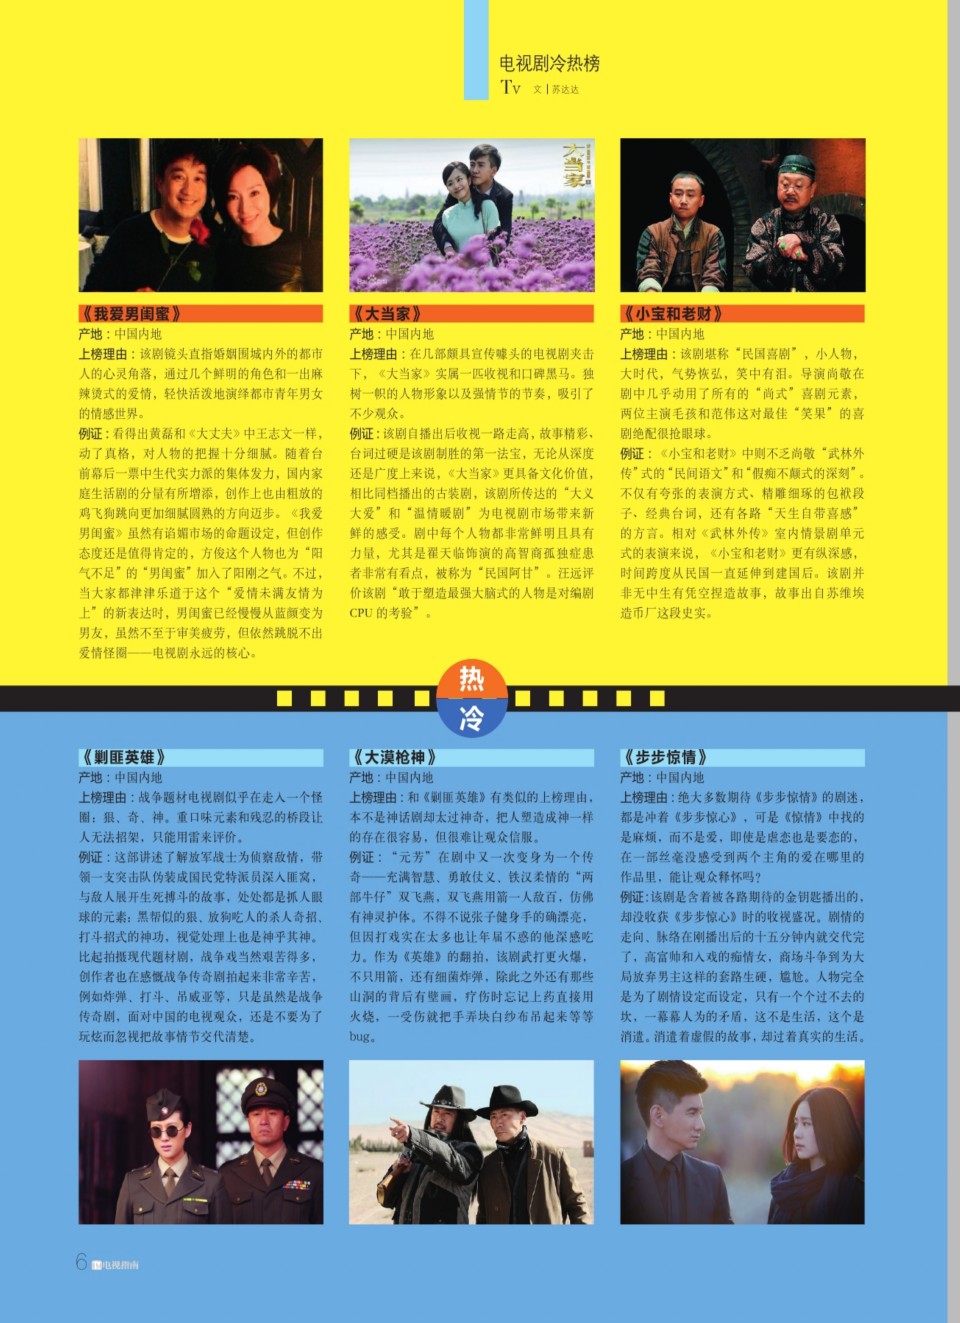 电视剧冷热榜
TV 文 | 苏达达
大当家
《我爱男闺蜜》
产地：中国内地
上榜理由：该剧镜头直指婚姻围城内外的都市
人的心灵角落，通过几个鲜明的角色和一出麻
辣烫式的爱情，轻快活泼地演绎都市青年男女
的情感世界。
例证：看得出黄磊和《大丈夫》中王志文一样，
动了真格，对人物的把握十分细腻。随着台
前幕后一票中生代实力派的集体发力，国内家
庭生活剧的分量有所增添，创作上也由粗放的
鸡飞狗跳向更加细腻圆熟的方向迈步。《我爱
男闺蜜》虽然有谄媚市场的命题设定，但创作
态度还是值得肯定的，方俊这个人物也为“阳
气不足”的“男闺蜜”加入了阳刚之气。不过，
当大家都津津乐道于这个“爱情未满友情为
上”的新表达时，男闺蜜已经慢慢从蓝颜变为
男友，虽然不至于审美疲劳，但依然跳脱不出
爱情怪圈——电视剧永远的核心。
《大当家》
产地：中国内地
上榜理由：在几部颇具宣传噱头的电视剧夹击
下，《大当家》实属一匹收视和口碑黑马。独
树一帜的人物形象以及强情节的节奏，吸引了
不少观众。
例证：该剧自播出后收视一路走高，故事精彩、
台词过硬是该剧制胜的第一法宝，无论从深度
还是广度上来说，《大当家》更具备文化价值，
相比同档播出的古装剧，该剧所传达的“大义
大爱”和“温情暖剧”为电视剧市场带来新
鲜的感受。剧中每个人物都非常鲜明且具有
力量，尤其是翟天临饰演的高智商孤独症患
者非常有看点，被称为“民国阿甘”。汪远评
价该剧“敢于塑造最强大脑式的人物是对编剧
CPU 的考验”。
《小宝和老财》
产地：中国内地
上榜理由：该剧堪称“民国喜剧”，小人物，
大时代，气势恢弘，笑中有泪。导演尚敬在
剧中几乎动用了所有的“尚式”喜剧元素，
两位主演毛孩和范伟这对最佳“笑果”的喜
剧绝配很抢眼球。
例证：《小宝和老财》中则不乏尚敬“武林外
传”式的“民间语文”和“假痴不颠式的深刻”。
不仅有夸张的表演方式、精雕细琢的包袱段
子、经典台词，还有各路“天生自带喜感”
的方言。相对《武林外传》室内情景剧单元
式的表演来说，《小宝和老财》更有纵深感，
时间跨度从民国一直延伸到建国后。该剧并
非无中生有凭空捏造故事，故事出自苏维埃
造币厂这段史实。
热
冷
《剿匪英雄》
产地：中国内地
上榜理由：战争题材电视剧似乎在走入一个怪
圈：狠、奇、神。重口味元素和残忍的桥段让
人无法招架，只能用雷来评价。
例证：这部讲述了解放军战士为侦察敌情，带
领一支突击队伪装成国民党特派员深入匪窝，
与敌人展开生死搏斗的故事，处处都是抓人眼
球的元素：黑帮似的狠、放狗吃人的杀人奇招、
打斗招式的神功，视觉处理上也是神乎其神。
比起拍摄现代题材剧，战争戏当然艰苦得多，
创作者也在感慨战争传奇剧拍起来非常辛苦，
例如炸弹、打斗、吊威亚等，只是虽然是战争
传奇剧，面对中国的电视观众，还是不要为了
玩炫而忽视把故事情节交代清楚。
《大漠枪神》
产地：中国内地
上榜理由：和《剿匪英雄》有类似的上榜理由，
本不是神话剧却太过神奇，把人塑造成神一样
的存在很容易，但很难让观众信服。
例证：“元芳”在剧中又一次变身为一个传
奇——充满智慧、勇敢仗义、铁汉柔情的“西
部牛仔”双飞燕，双飞燕用箭一人敌百，仿佛
有神灵护体。不得不说张子健身手的确漂亮，
但因打戏实在太多也让年届不惑的他深感吃
力。作为《英雄》的翻拍，该剧武打更火爆，
不只用箭，还有细菌炸弹，除此之外还有那些
山洞的背后有壁画，疗伤时忘记上药直接用
火烧，一受伤就把手弄块白纱布吊起来等等
bug。
《步步惊情》
产地：中国内地
上榜理由：绝大多数期待《步步惊情》的剧迷，
都是冲着《步步惊心》，可是《惊情》中找的
是麻烦，而不是爱，即使是虐恋也是要恋的，
在一部丝毫没感受到两个主角的爱在哪里的
作品里，能让观众释怀吗？
例证：该剧是含着被各路期待的金钥匙播出的，
却没收获《步步惊心》时的收视盛况。剧情的
走向、脉络在刚播出后的十五分钟内就交代完
了，高富帅和入戏的痴情女，商场斗争到为大
局放弃男主这样的套路生硬，尴尬。人物完全
是为了剧情设定而设定，只有一个个过不去的
坎，一幕幕人为的矛盾，这不是生活，这个是
消遣。消遣着虚假的故事，却过着真实的生活。
6 TV电视指南